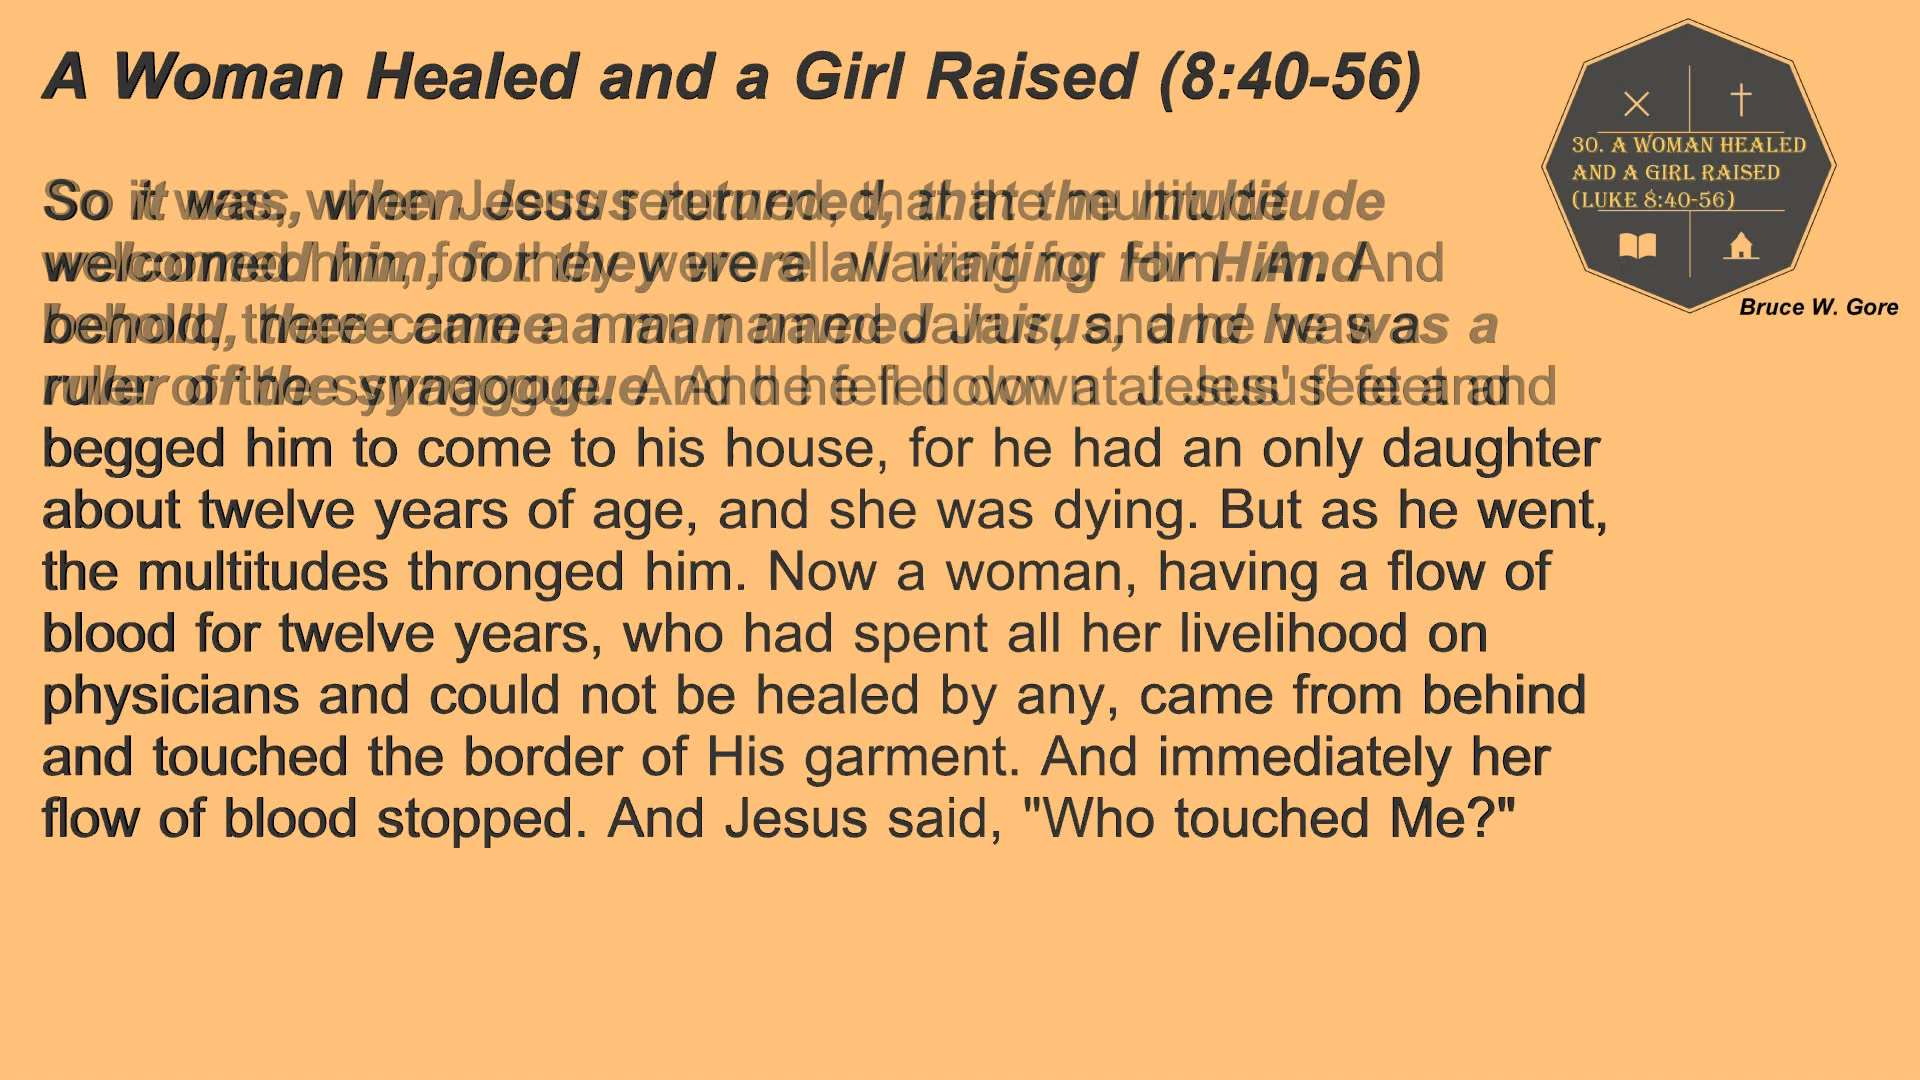 A Woman Healed and a Girl Raised (8:40-56)
30. A WOMAN HEALED
AND A GIRL RAISED
(LUKE 8:40-56)
Bruce W. Gore
So it was, when Jesus returned, that the multitude
welcomed him, for they were all waiting for Him. And
behold, there came a man named Jairus, and he was a
ruler of the synagogue. And he fell down at Jesus' feet and
begged him to come to his house, for he had an only daughter
about twelve years of age, and she was dying. But as he went,
the multitudes thronged him. Now a woman, having a flow of
blood for twelve years, who had spent all her livelihood on
physicians and could not be healed by any, came from behind
and touched the border of His garment. And immediately her
flow of blood stopped. And Jesus said, "Who touched Me?"